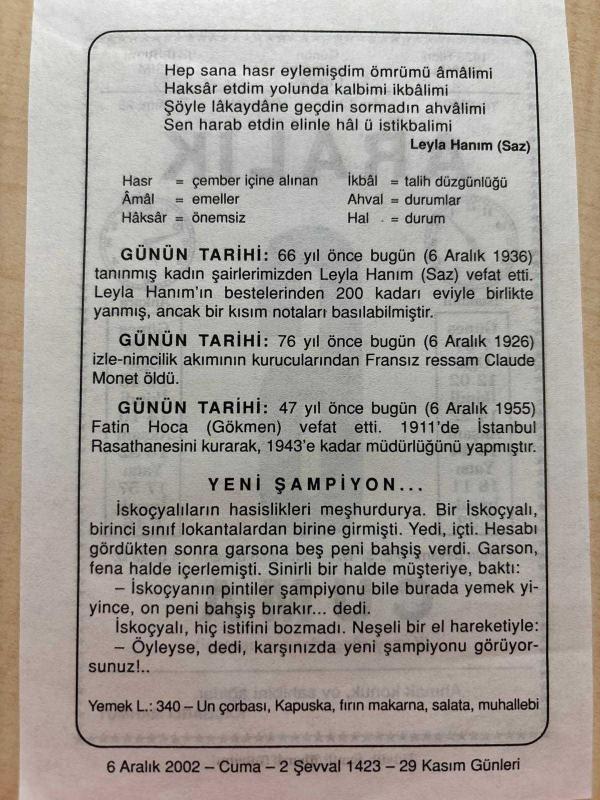 Hep sana hasr eylemişdim ömrümü âmâlimi
Haksâr etdim yolunda kalbimi ikbâlimi
Şöyle lâkaydâne geçdin sormadın ahvâlimi
Sen harab etdin elinle hâl ü istikbalimi
Leyla Hanım (Saz)
Hasr = çember içine alınan İkbâl = talih düzgünlüğü
Âmâl = emeller Ahval = durumlar
Hâksâr = önemsiz Hal = durum
GÜNÜN TARİHİ: 66 yıl önce bugün (6 Aralık 1936)
tanınmış kadın şairlerimizden Leyla Hanım (Saz) vefat etti.
Leyla Hanım'ın bestelerinden 200 kadarı eviyle birlikte
yanmış, ancak bir kısım notaları basılabilmiştir.
GÜNÜN TARİHİ: 76 yıl önce bugün (6 Aralık 1926)
izle-nimcilik akımının kurucularından Fransız ressam Claude
Monet öldü.
GÜNÜN TARİHİ: 47 yıl önce bugün (6 Aralık 1955)
Fatin Hoca (Gökmen) vefat etti. 1911'de İstanbul
Rasathanesini kurarak, 1943'e kadar müdürlüğünü yapmıştır.
YENİ ŞAMPİYON...
İskoçyalıların hasislikleri meşhurdurya. Bir İskoçyalı,
birinci sınıf lokantalardan birine girmişti. Yedi, içti. Hesabı
gördükten sonra garsona beş peni bahşiş verdi. Garson,
fena halde içerlemişti. Sinirli bir halde müşteriye, baktı:
– İskoçyanın pintiler şampiyonu bile burada yemek yi-
yince, on peni bahşiş bırakır... dedi.
İskoçyalı, hiç istifini bozmadı. Neşeli bir el hareketiyle:
– Öyleyse, dedi, karşınızda yeni şampiyonu görüyor-
sunuz!..
Yemek L.: 340 – Un çorbası, Kapuska, fırın makarna, salata, muhallebi
6 Aralık 2002 – Cuma – 2 Şevval 1423 – 29 Kasım Günleri